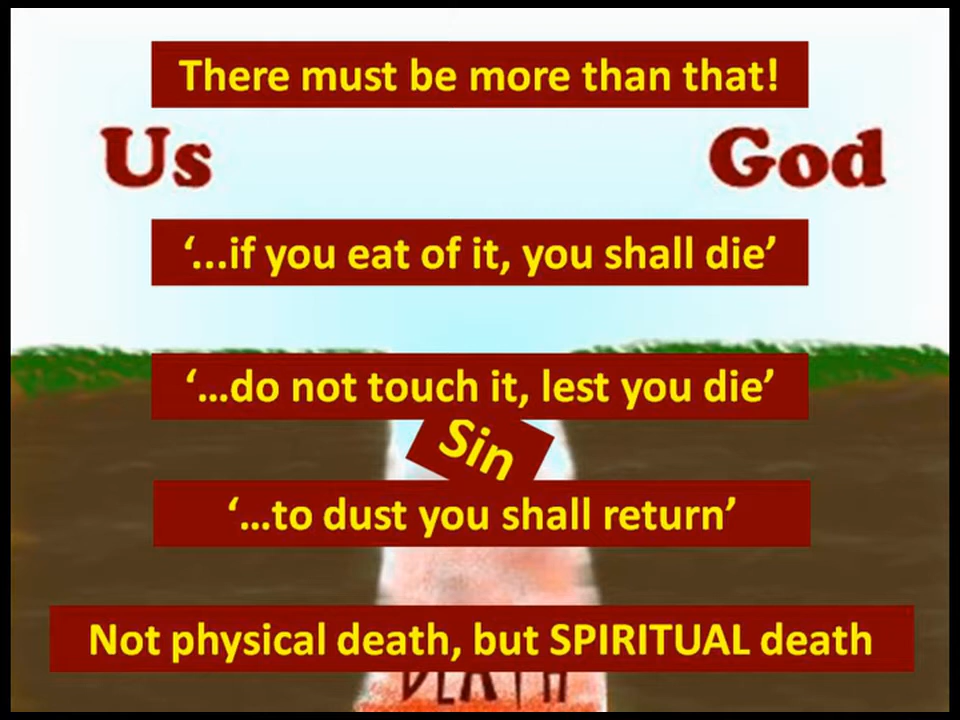 There must be more than that!
Us God
‘...if you eat of it, you shall die’
‘…do not touch it, lest you die’
Sin
‘…to dust you shall return’
Not physical death, but SPIRITUAL death
DEATH